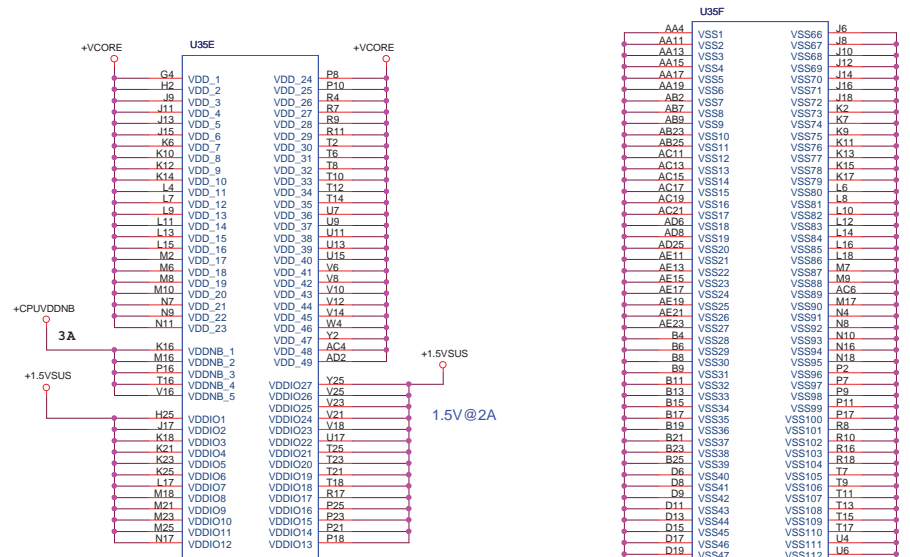 U35E
+VCORE
+VCORE
G4 VDD_1 VDD_24 P8
H2 VDD_2 VDD_25 P10
J9 VDD_3 VDD_26 R4
J11 VDD_4 VDD_27 R7
J13 VDD_5 VDD_28 R9
J15 VDD_6 VDD_29 R11
K6 VDD_7 VDD_30 T2
K10 VDD_8 VDD_31 T6
K12 VDD_9 VDD_32 T8
K14 VDD_10 VDD_33 T10
L4 VDD_11 VDD_34 T12
L7 VDD_12 VDD_35 T14
L9 VDD_13 VDD_36 U7
L11 VDD_14 VDD_37 U9
L13 VDD_15 VDD_38 U11
L15 VDD_16 VDD_39 U13
M2 VDD_17 VDD_40 U15
M6 VDD_18 VDD_41 V6
M8 VDD_19 VDD_42 V8
M10 VDD_20 VDD_43 V10
N7 VDD_21 VDD_44 V12
N9 VDD_22 VDD_45 V14
N11 VDD_23 VDD_46 W4
VDD_47 Y2
+CPUVDDNB
3A
K16 VDDNB_1 VDD_48 AC4
M16 VDDNB_2 VDD_49 AD2
P16 VDDNB_3
T16 VDDNB_4 VDDIO27 Y25
V16 VDDNB_5 VDDIO26 V25
VDDIO25 V23
+1.5VSUS
+1.5VSUS
1.5V@2A
H25 VDDIO1 VDDIO24 V21
J17 VDDIO2 VDDIO23 V18
K18 VDDIO3 VDDIO22 U17
K21 VDDIO4 VDDIO21 T25
K23 VDDIO5 VDDIO20 T23
K25 VDDIO6 VDDIO19 T21
L17 VDDIO7 VDDIO18 T18
M18 VDDIO8 VDDIO17 R17
M21 VDDIO9 VDDIO16 P25
M23 VDDIO10 VDDIO15 P23
M25 VDDIO11 VDDIO14 P21
N17 VDDIO12 VDDIO13 P18
U35F
AA4 VSS1 VSS66 J6
AA11 VSS2 VSS67 J8
AA13 VSS3 VSS68 J10
AA15 VSS4 VSS69 J12
AA17 VSS5 VSS70 J14
AA19 VSS6 VSS71 J16
AB2 VSS7 VSS72 J18
AB7 VSS8 VSS73 K2
AB9 VSS9 VSS74 K7
AB23 VSS10 VSS75 K9
AB25 VSS11 VSS76 K11
AC11 VSS12 VSS77 K13
AC13 VSS13 VSS78 K15
AC15 VSS14 VSS79 K17
AC17 VSS15 VSS80 L6
AC19 VSS16 VSS81 L8
AC21 VSS17 VSS82 L10
AD6 VSS18 VSS83 L12
AD8 VSS19 VSS84 L14
AD25 VSS20 VSS85 L16
AE11 VSS21 VSS86 L18
AE13 VSS22 VSS87 M7
AE15 VSS23 VSS88 M9
AE17 VSS24 VSS89 AC6
AE19 VSS25 VSS90 M17
AE21 VSS26 VSS91 N4
AE23 VSS27 VSS92 N8
B4 VSS28 VSS93 N10
B6 VSS29 VSS94 N16
B8 VSS30 VSS95 N18
B9 VSS31 VSS96 P2
B11 VSS32 VSS97 P7
B13 VSS33 VSS98 P9
B15 VSS34 VSS99 P11
B17 VSS35 VSS100 P17
B19 VSS36 VSS101 R8
B21 VSS37 VSS102 R10
B23 VSS38 VSS103 R16
B25 VSS39 VSS104 R18
D6 VSS40 VSS105 T7
D8 VSS41 VSS106 T9
D9 VSS42 VSS107 T11
D11 VSS43 VSS108 T13
D13 VSS44 VSS109 T15
D15 VSS45 VSS110 T17
D17 VSS46 VSS111 U4
D19 VSS47 VSS112 U6